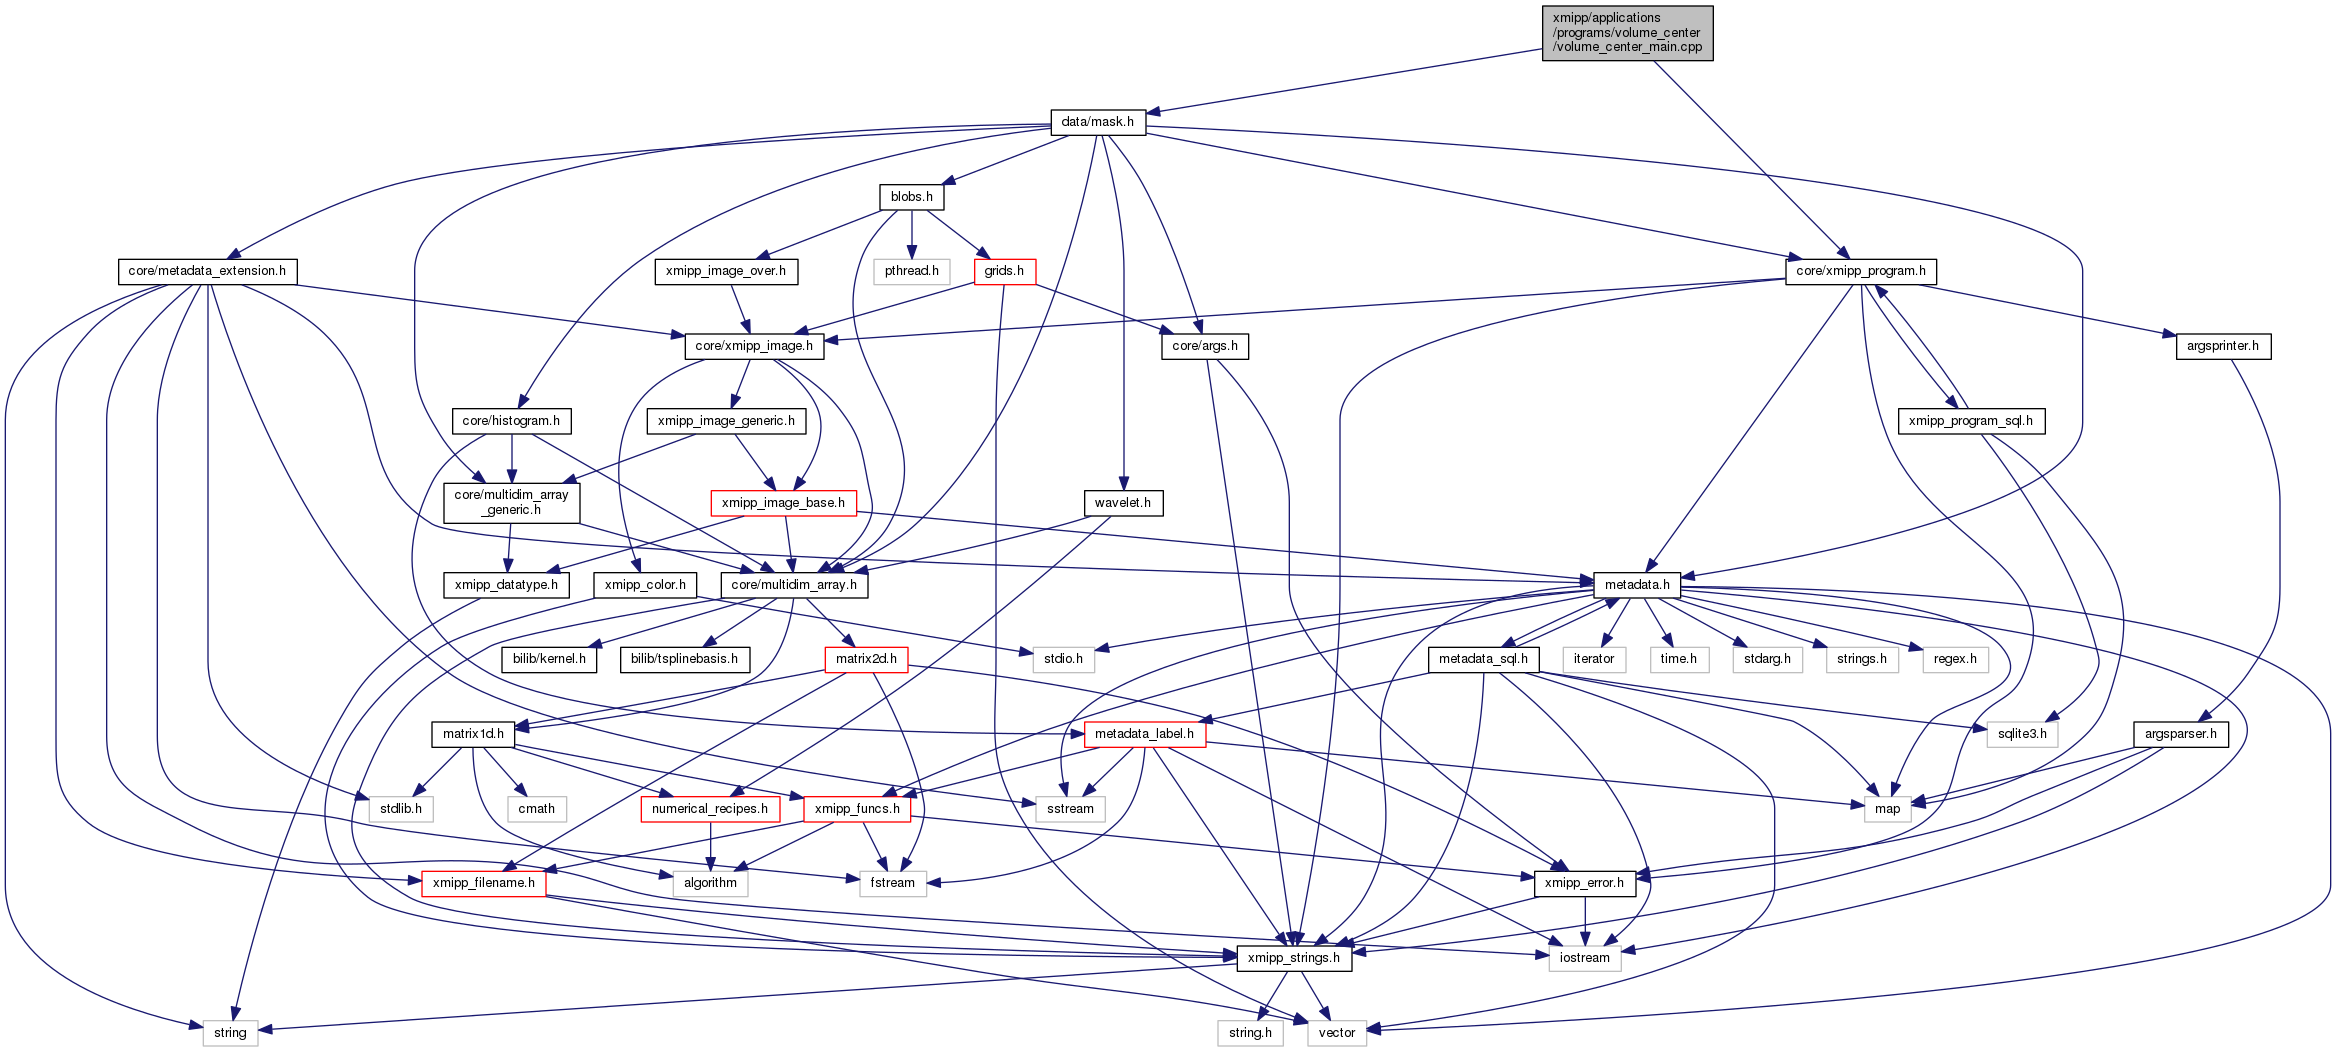 xmipp/applications
/programs/volume_center
/volume_center_main.cpp
data/mask.h
blobs.h
core/metadata_extension.h
xmipp_image_over.h
pthread.h
grids.h
core/xmipp_program.h
core/xmipp_image.h
core/args.h
argsprinter.h
core/histogram.h
xmipp_image_generic.h
xmipp_program_sql.h
core/multidim_array
_generic.h
xmipp_image_base.h
wavelet.h
xmipp_datatype.h
xmipp_color.h
core/multidim_array.h
metadata.h
bilib/kernel.h
bilib/tsplinebasis.h
matrix2d.h
stdio.h
metadata_sql.h
iterator
time.h
stdarg.h
strings.h
regex.h
matrix1d.h
metadata_label.h
sqlite3.h
argsparser.h
stdlib.h
cmath
numerical_recipes.h
xmipp_funcs.h
sstream
map
xmipp_filename.h
algorithm
fstream
xmipp_error.h
xmipp_strings.h
iostream
string
string.h
vector